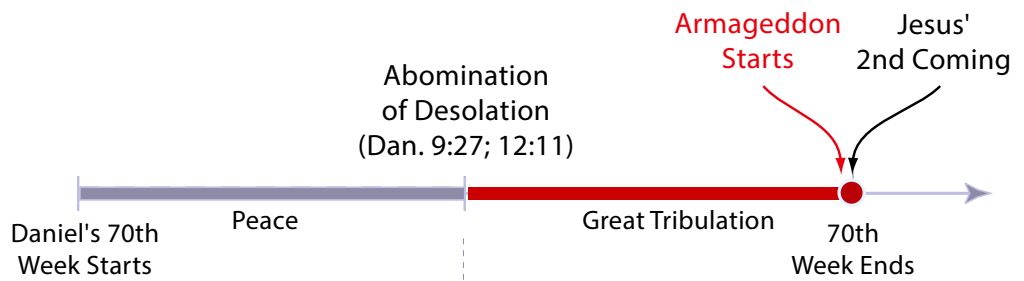 Armageddon
Starts
Jesus'
2nd Coming
Abomination
of Desolation
(Dan. 9:27; 12:11)
Peace
Great Tribulation
Daniel's 70th
Week Starts
70th
Week Ends